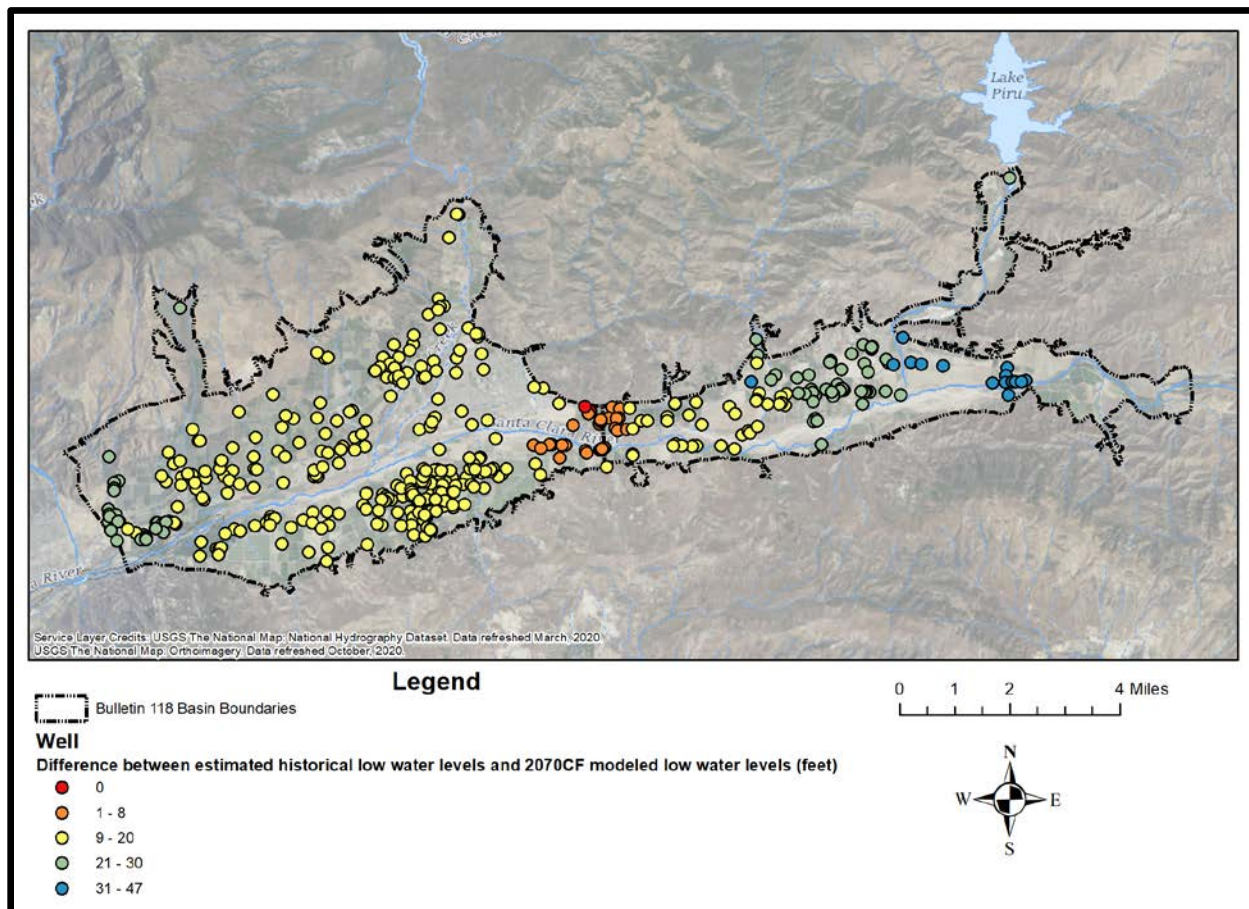 Creek
Lake
Piru
Santa Clara River
River
Service Layer Credits: USGS The National Map: National Hydrography Dataset. Data refreshed March, 2020.
USGS The National Map: Orthoimagery. Data refreshed October, 2020.
Legend
Bulletin 118 Basin Boundaries
0 1 2 4 Miles
Well
Difference between estimated historical low water levels and 2070CF modeled low water levels (feet)
0
1 - 8
9 - 20
21 - 30
31 - 47
N
W E
S